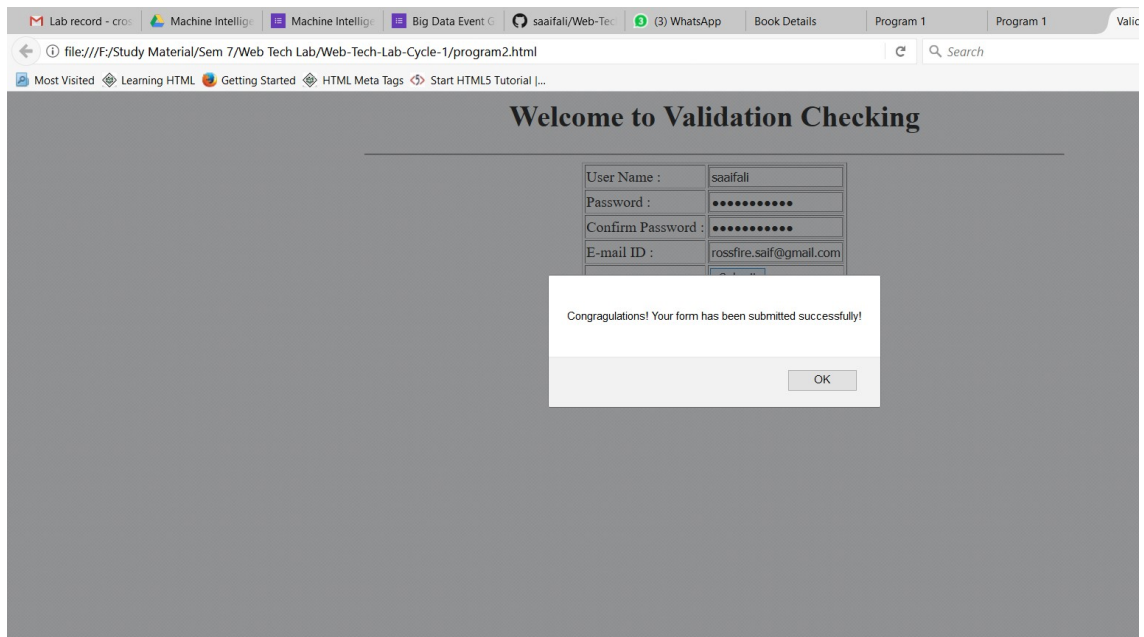 Lab record - cros Machine Intellige Machine Intellige Big Data Event G saaifali/Web-Tec (3) WhatsApp Book Details Program 1 Program 1 Valid
file:///F:/Study Material/Sem 7/Web Tech Lab/Web-Tech-Lab-Cycle-1/program2.html Search
Most Visited Learning HTML Getting Started HTML Meta Tags Start HTML5 Tutorial |...
Welcome to Validation Checking
User Name : saaifali
Password : •••••••••••
Confirm Password : •••••••••••
E-mail ID : rossfire.saif@gmail.com
Congragulations! Your form has been submitted successfully!
OK